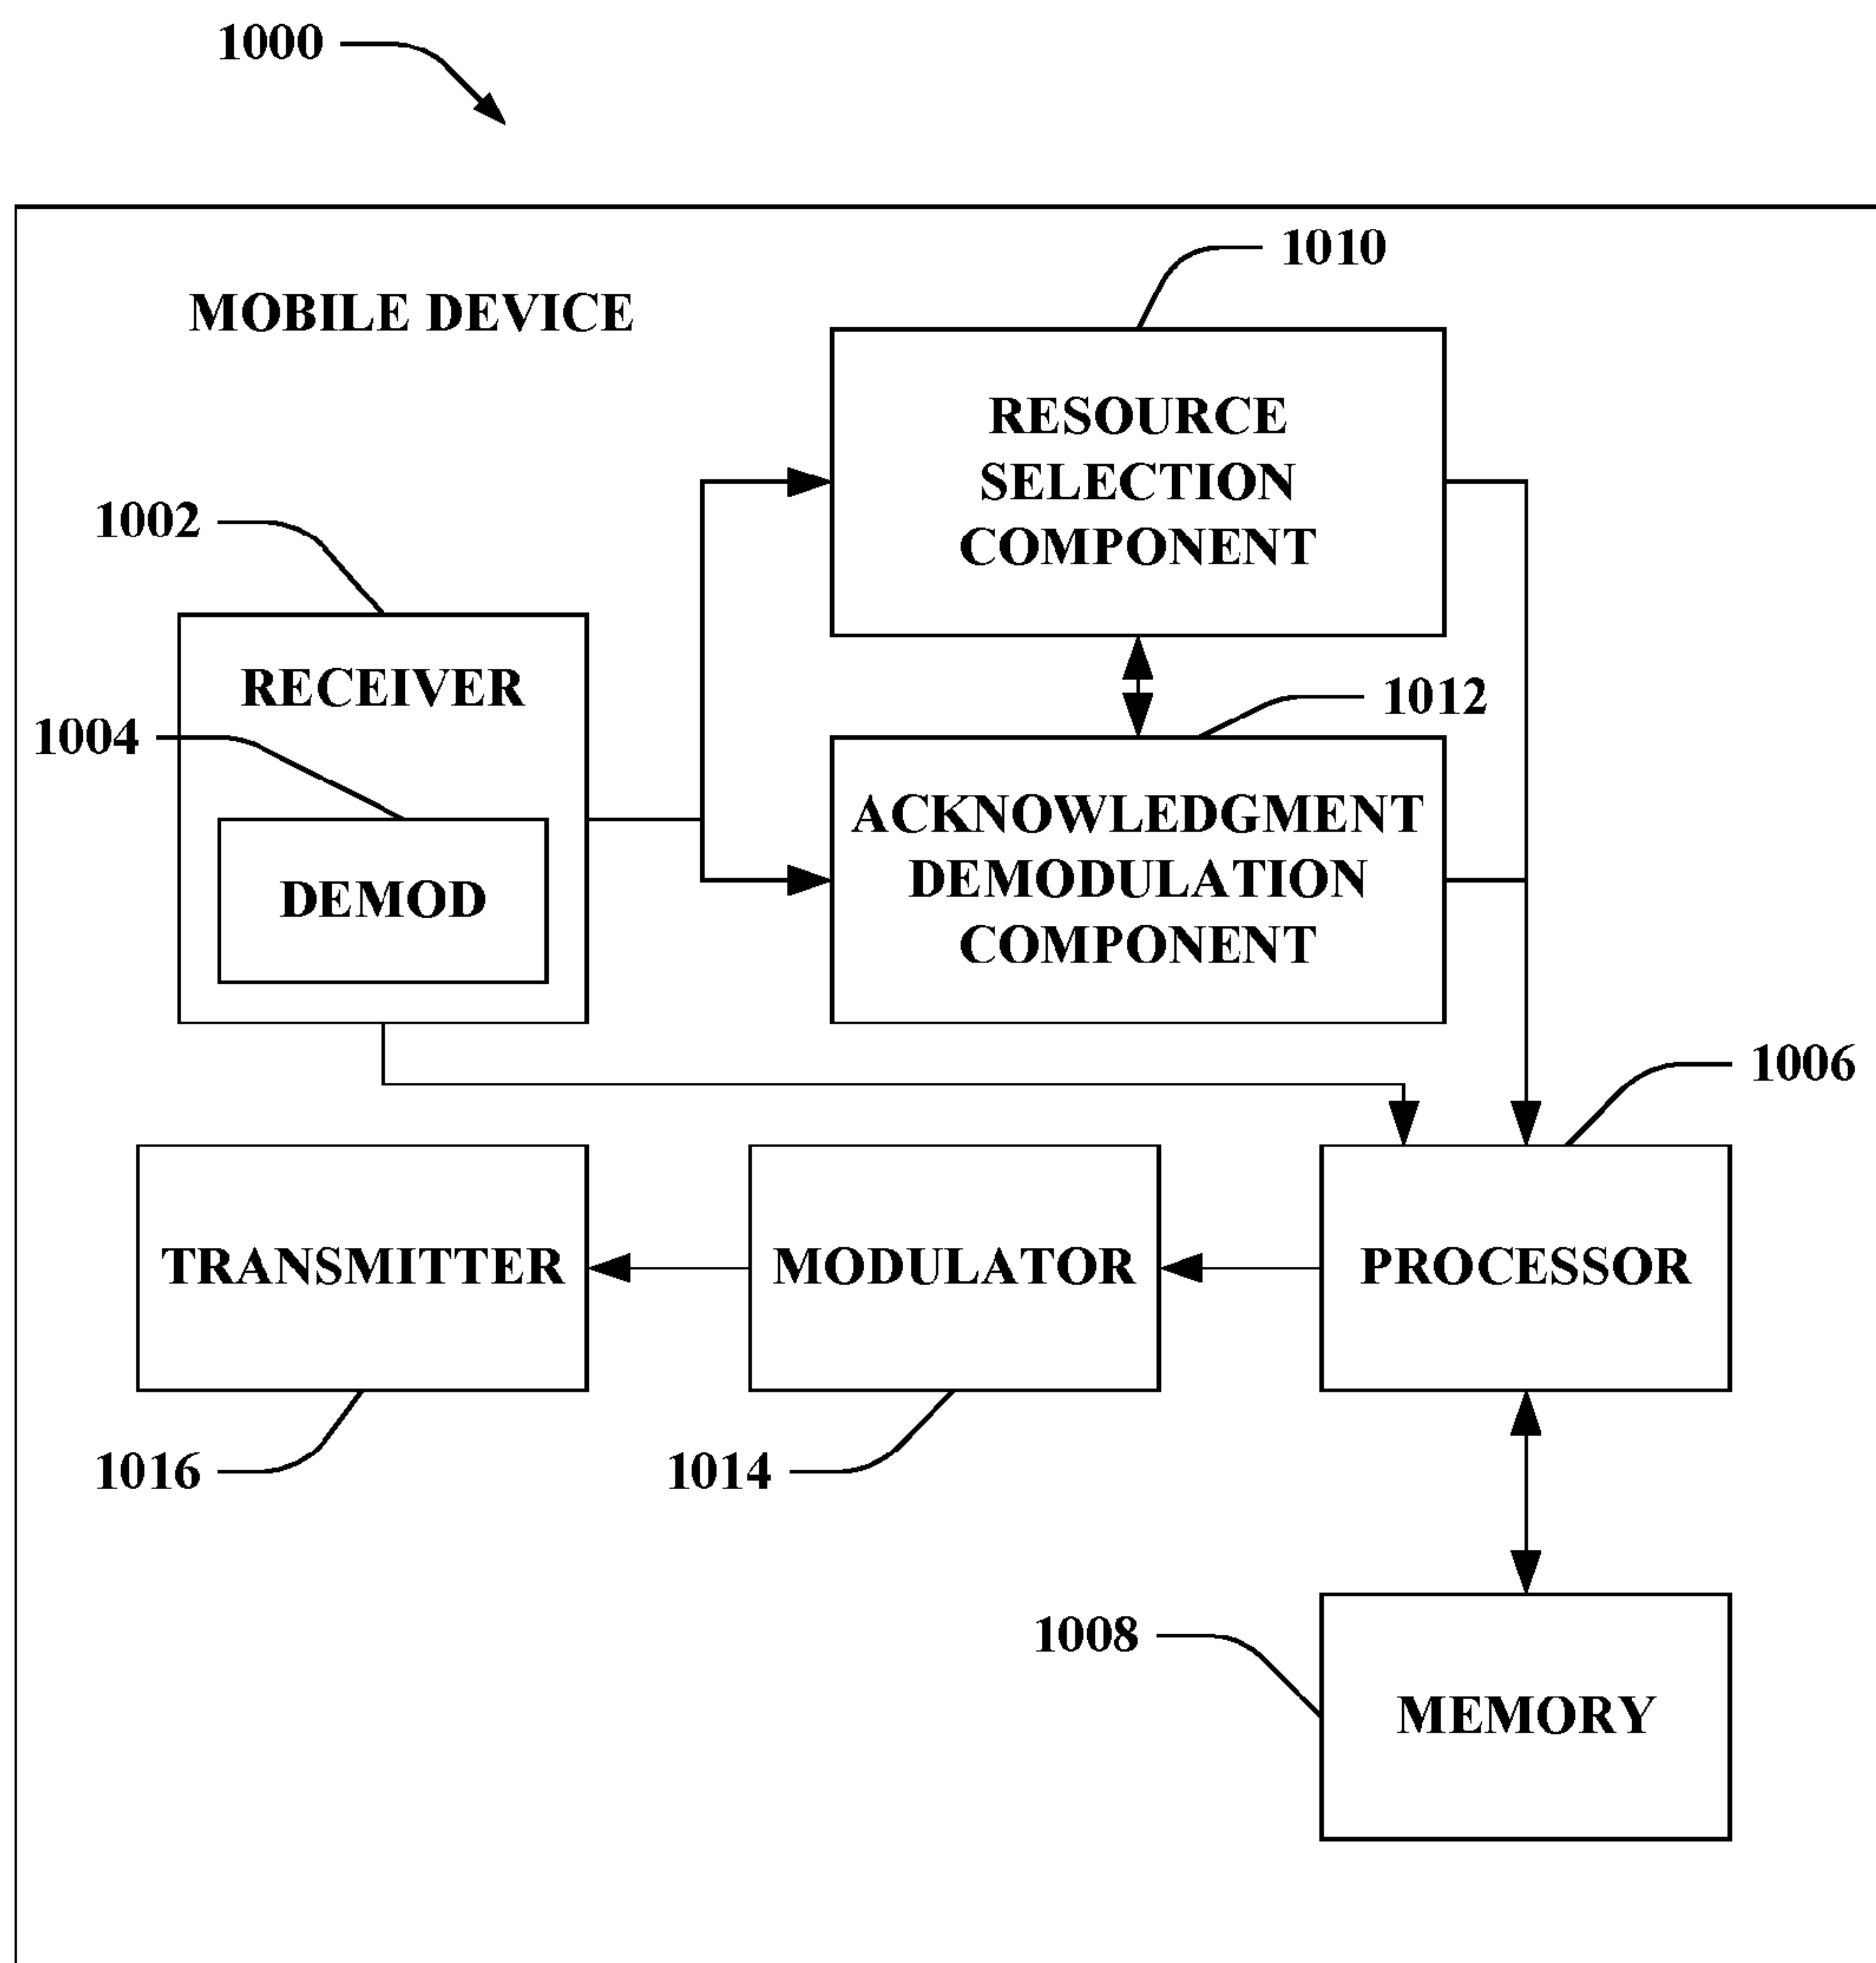 1000
1010
MOBILE DEVICE
RESOURCE
SELECTION
COMPONENT
1002
RECEIVER
1012
1004
ACKNOWLEDGMENT
DEMODULATION
COMPONENT
DEMOD
1006
TRANSMITTER
MODULATOR
PROCESSOR
1016
1014
1008
MEMORY